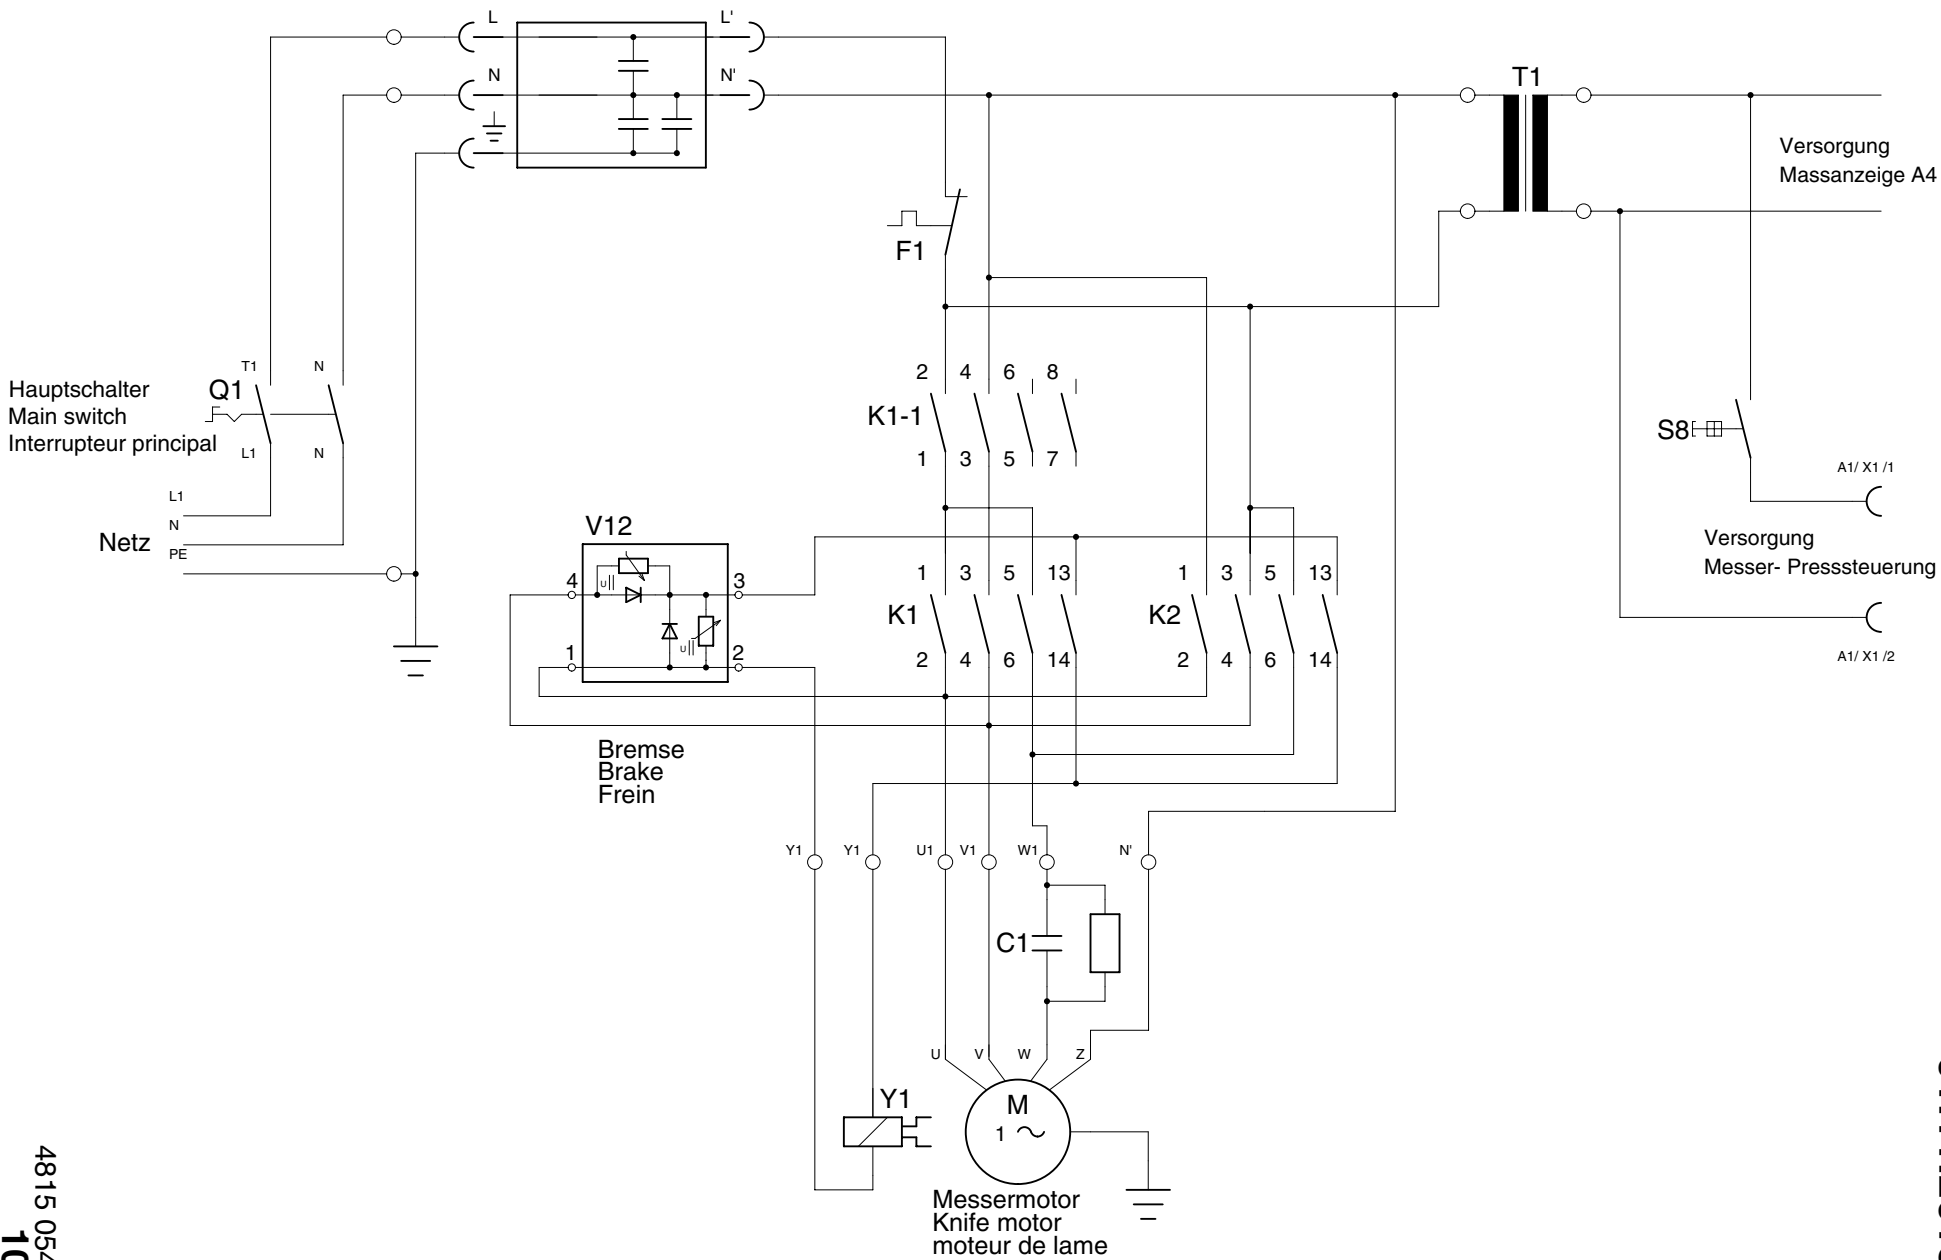 L
L'
N
N'
T1
Versorgung
Massanzeige A4
F1
Hauptschalter
Main switch
Interrupteur principal
Q1
T1
N
L1
N
L1
N
PE
Netz
2 4 6 8
K1-1
1 3 5 7
S8
A1/ X1 /1
Versorgung
Messer- Presssteuerung
A1/ X1 /2
V12
4
3
U
U
1
2
Bremse
Brake
Frein
1 3 5 13
K1
2 4 6 14
1 3 5 13
K2
2 4 6 14
Y1 Y1 U1 V1 W1 N'
C1
U V W Z
Y1
M
1
Messermotor
Knife motor
moteur de lame
4815 054
10